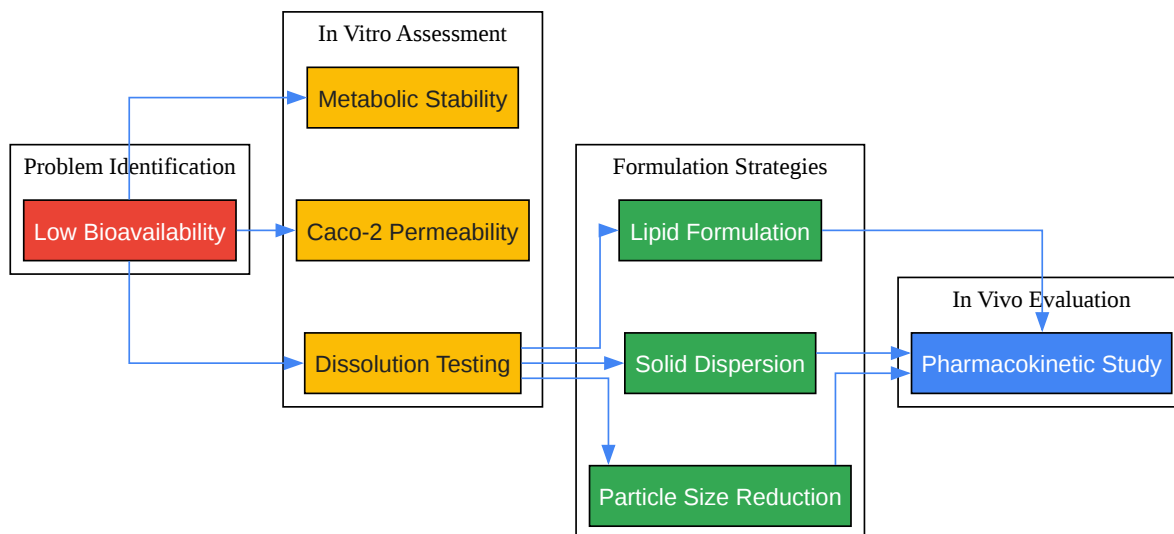 Problem Identification
Low Bioavailability
In Vitro Assessment
Metabolic Stability
Caco-2 Permeability
Dissolution Testing
Formulation Strategies
Lipid Formulation
Solid Dispersion
Particle Size Reduction
In Vivo Evaluation
Pharmacokinetic Study